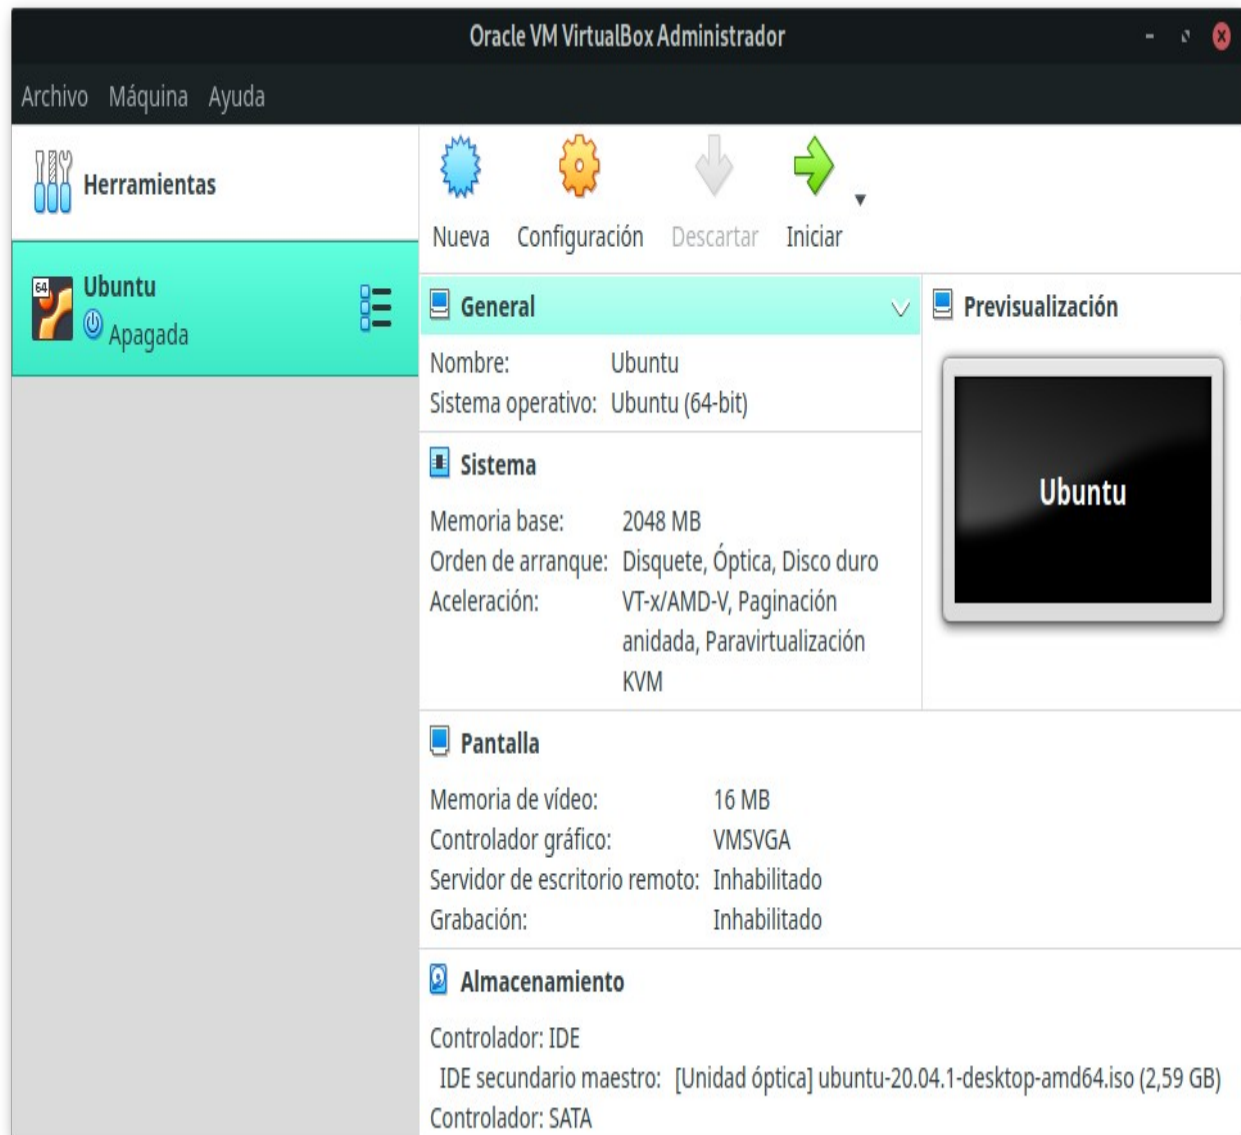 Oracle VM VirtualBox Administrador
Archivo Máquina Ayuda
Herramientas
64
Ubuntu
Apagada
Nueva Configuración Descartar Iniciar
General
Nombre: Ubuntu
Sistema operativo: Ubuntu (64-bit)
Previsualización
Ubuntu
Sistema
Memoria base: 2048 MB
Orden de arranque: Disquete, Óptica, Disco duro
Aceleración: VT-x/AMD-V, Paginación
anidada, Paravirtualización
KVM
Pantalla
Memoria de vídeo: 16 MB
Controlador gráfico: VMSVGA
Servidor de escritorio remoto: Inhabilitado
Grabación: Inhabilitado
Almacenamiento
Controlador: IDE
IDE secundario maestro: [Unidad óptica] ubuntu-20.04.1-desktop-amd64.iso (2,59 GB)
Controlador: SATA